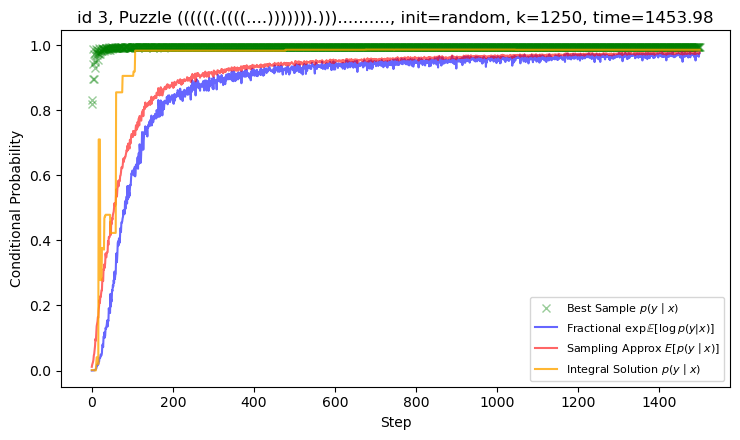 id 3, Puzzle ((((((.((((....))))))).))).........., init=random, k=1250, time=1453.98
Conditional Probability
1.0
0.8
0.6
0.4
0.2
0.0
Best Sample p(y | x)
Fractional exp 𝔼[log p(y|x)]
Sampling Approx E[p(y | x)]
Integral Solution p(y | x)
0 200 400 600 800 1000 1200 1400
Step